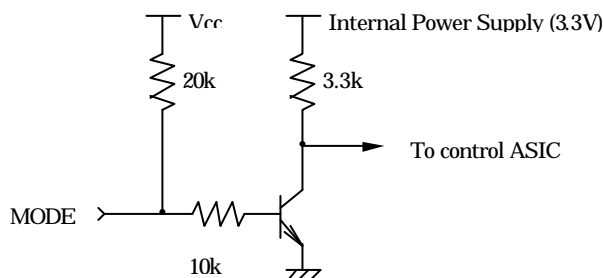 Vcc
Internal Power Supply (3.3V)
20k
3.3k
To control ASIC
MODE
10k